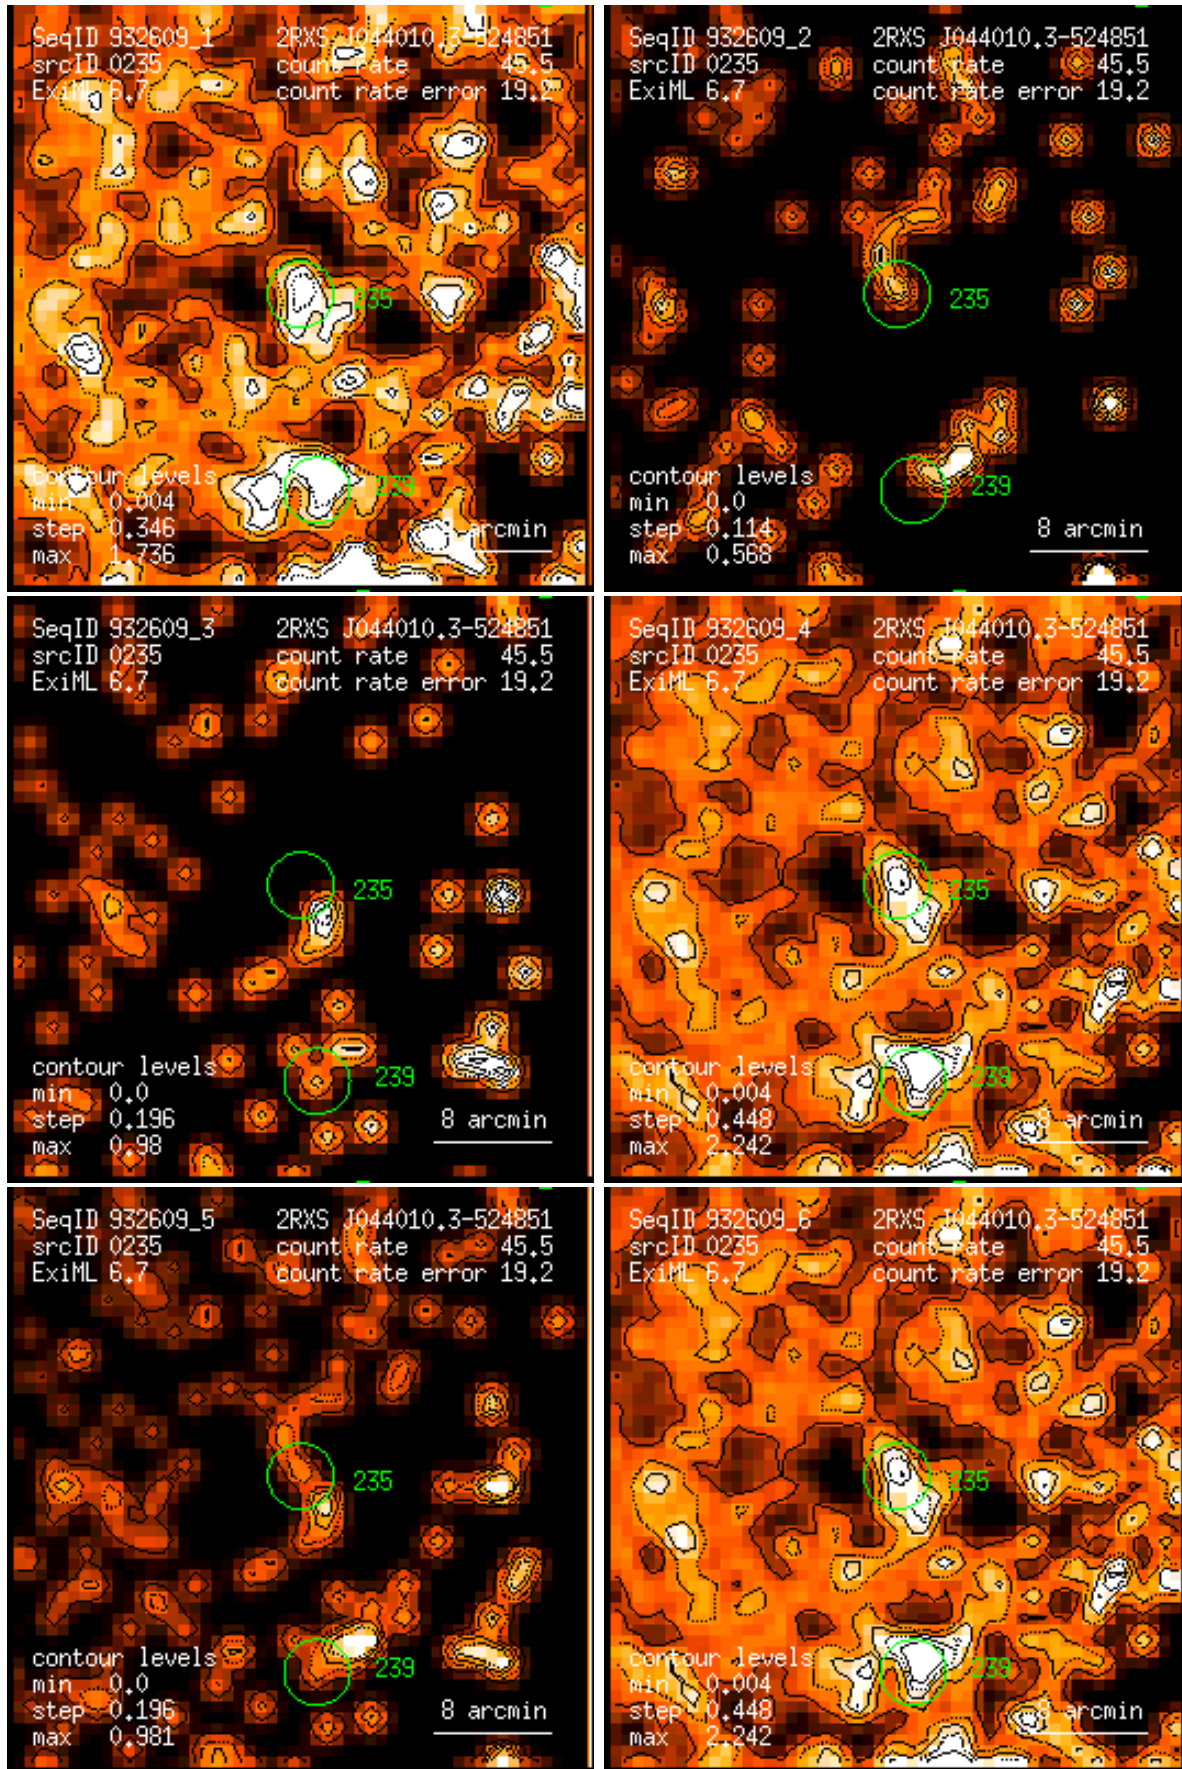 SeqID 932609_1 2RXS J044010.3-524851
srcID 0235 count rate 45.5
ExiML 6.7 count rate error 19.2
235
239
contour levels
min 0.004
step 0.346
max 1.736
8 arcmin
SeqID 932609_2 2RXS J044010.3-524851
srcID 0235 count rate 45.5
ExiML 6.7 count rate error 19.2
235
contour levels
239
min 0.0
step 0.114
max 0.568
8 arcmin
SeqID 932609_3 2RXS J044010.3-524851
srcID 0235 count rate 45.5
ExiML 6.7 count rate error 19.2
235
contour levels
239
min 0.0
step 0.196
max 0.98
8 arcmin
SeqID 932609_4 2RXS J044010.3-524851
srcID 0235 count rate 45.5
ExiML 6.7 count rate error 19.2
235
contour levels
239
min 0.004
step 0.448
max 2.242
8 arcmin
SeqID 932609_5 2RXS J044010.3-524851
srcID 0235 count rate 45.5
ExiML 6.7 count rate error 19.2
235
contour levels
239
min 0.0
step 0.196
max 0.981
8 arcmin
SeqID 932609_6 2RXS J044010.3-524851
srcID 0235 count rate 45.5
ExiML 6.7 count rate error 19.2
235
contour levels
239
min 0.004
step 0.448
max 2.242
8 arcmin